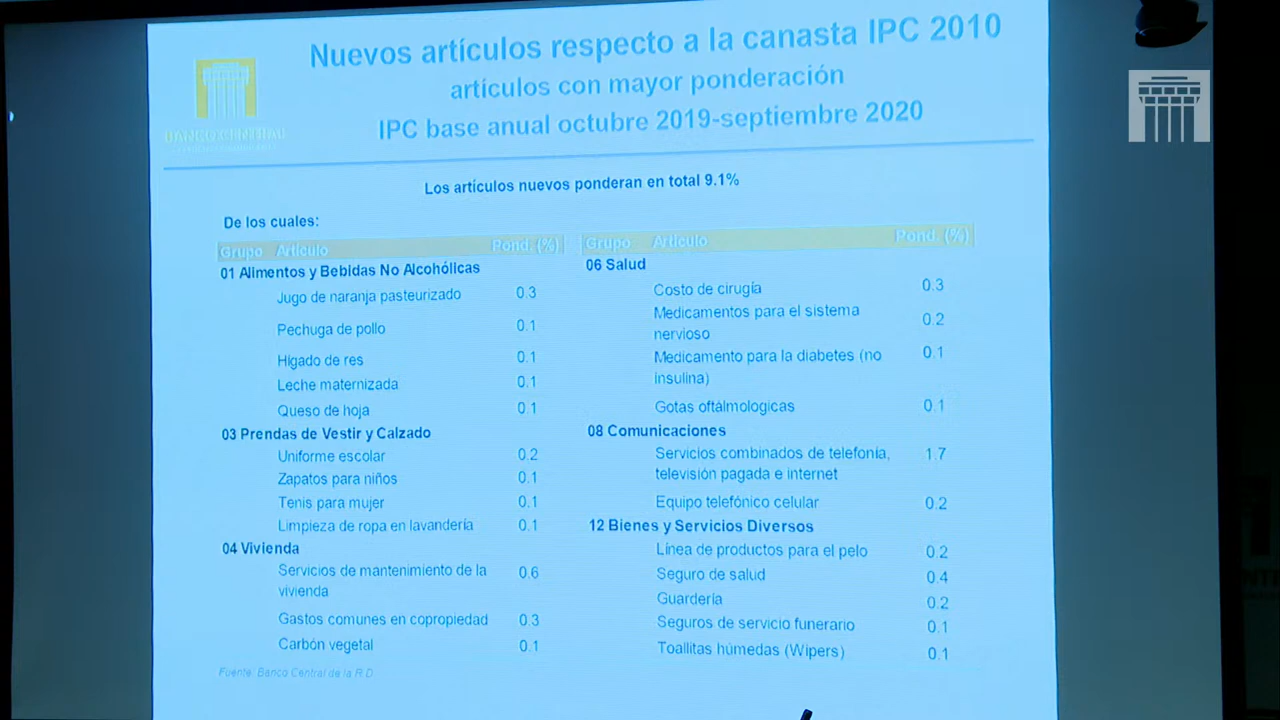 Nuevos artículos respecto a la canasta IPC 2010
artículos con mayor ponderación
IPC base anual octubre 2019-septiembre 2020
BANCO CENTRAL
Los artículos nuevos ponderan en total 9.1%
De los cuales:
Grupo Artículo Pond. (%)
01 Alimentos y Bebidas No Alcohólicas
Jugo de naranja pasteurizado 0.3
Pechuga de pollo 0.1
Hígado de res 0.1
Leche maternizada 0.1
Queso de hoja 0.1
03 Prendas de Vestir y Calzado
Uniforme escolar 0.2
Zapatos para niños 0.1
Tenis para mujer 0.1
Limpieza de ropa en lavandería 0.1
04 Vivienda
Servicios de mantenimiento de la 0.6
vivienda
Gastos comunes en copropiedad 0.3
Carbón vegetal 0.1
Grupo Artículo Pond. (%)
06 Salud
Costo de cirugía 0.3
Medicamentos para el sistema 0.2
nervioso
Medicamento para la diabetes (no 0.1
insulina)
Gotas oftálmologicas 0.1
08 Comunicaciones
Servicios combinados de telefonía, 1.7
televisión pagada e internet
Equipo telefónico celular 0.2
12 Bienes y Servicios Diversos
Línea de productos para el pelo 0.2
Seguro de salud 0.4
Guardería 0.2
Seguros de servicio funerario 0.1
Toallitas húmedas (Wipers) 0.1
Fuente: Banco Central de la R.D.